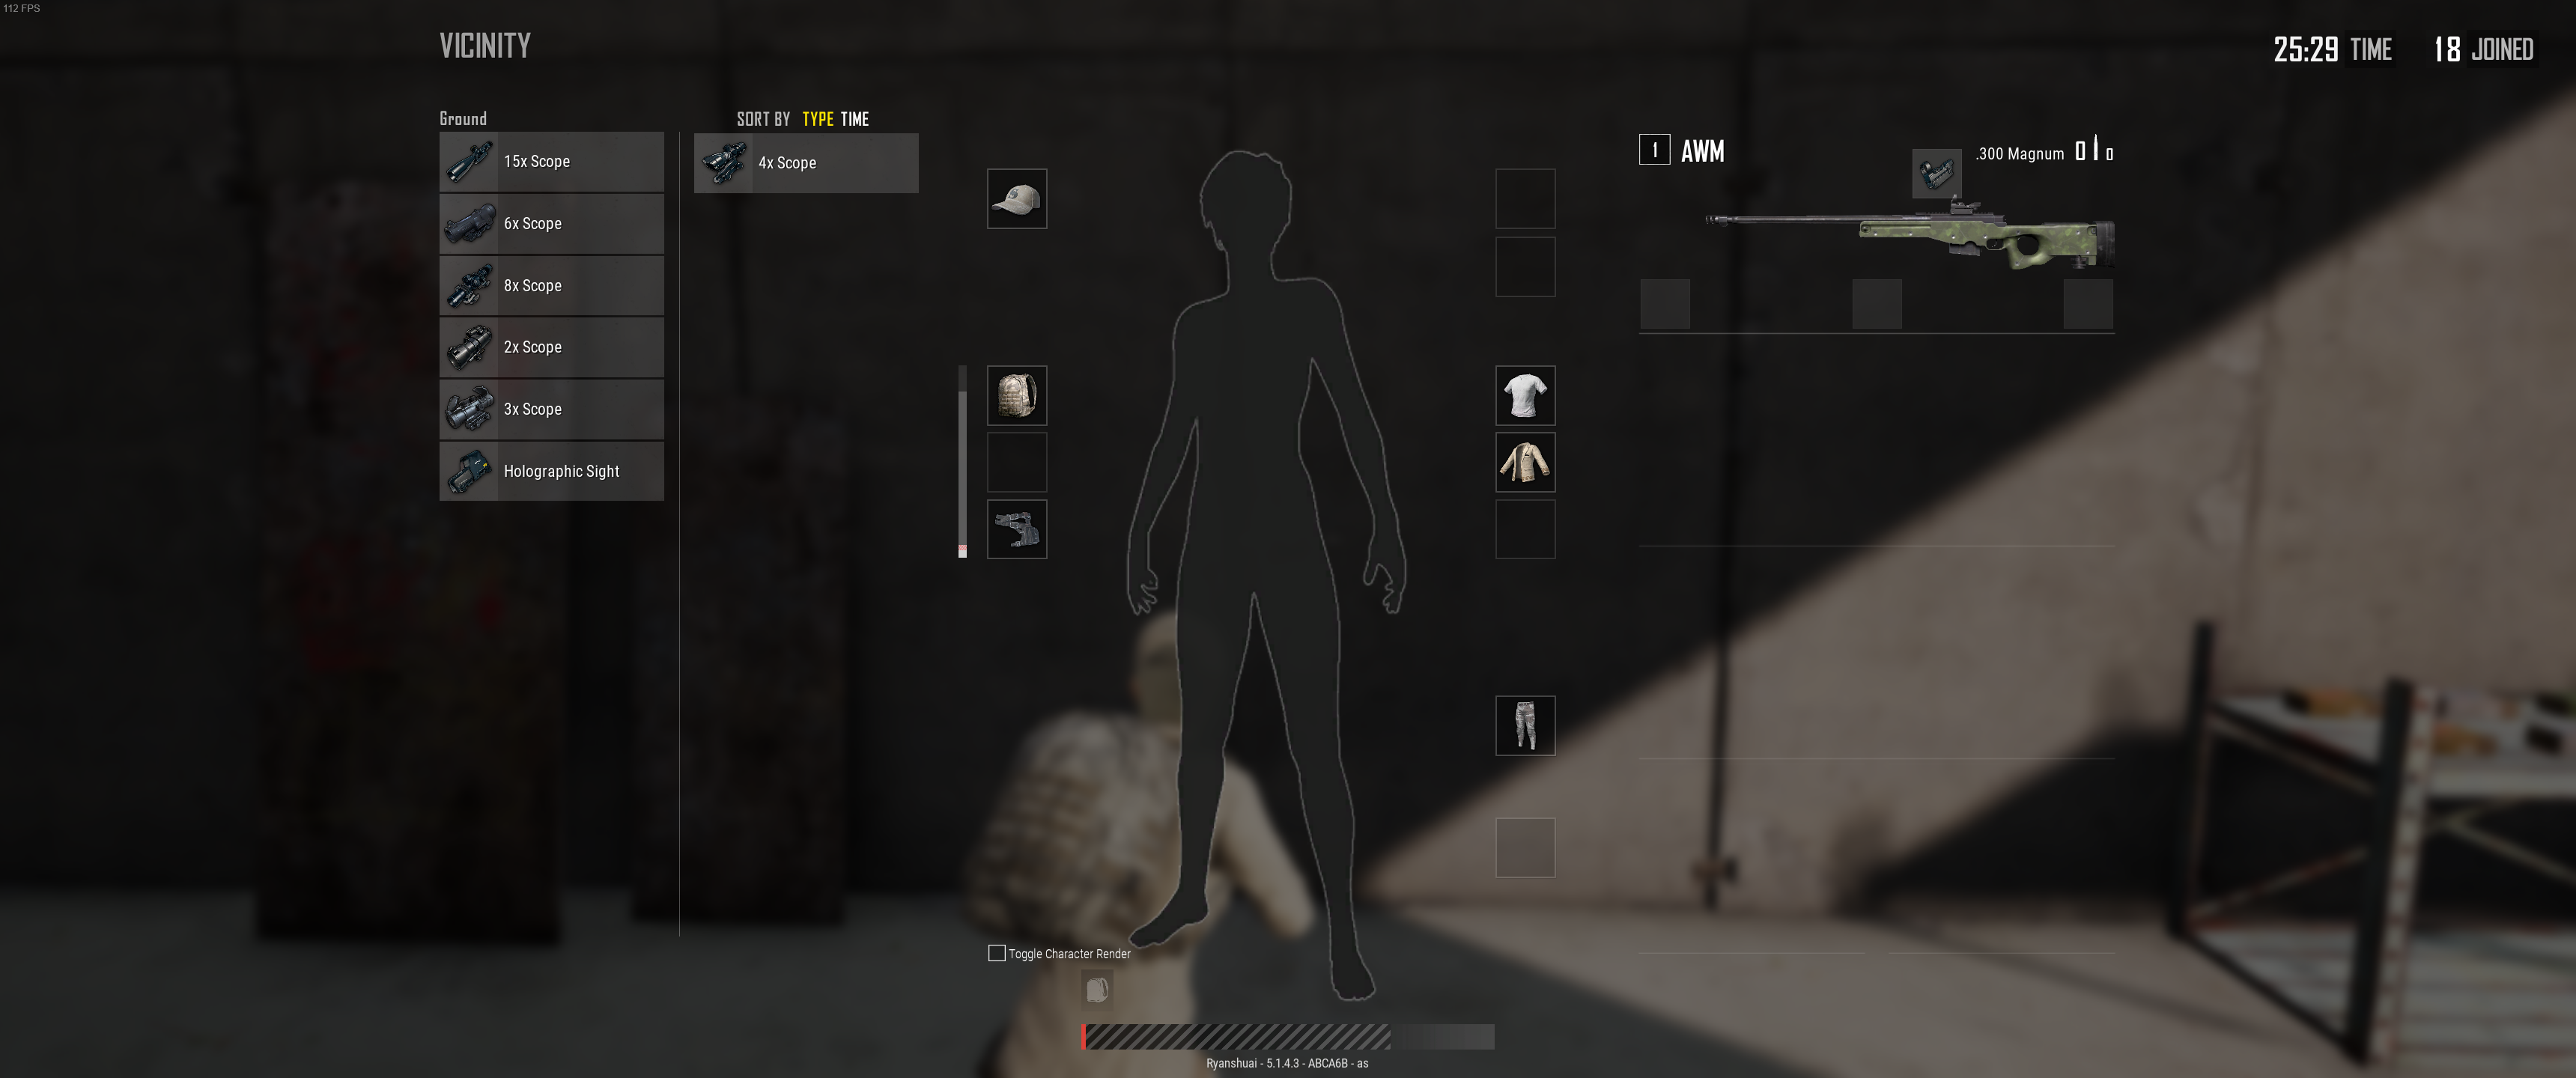 112 FPS
VICINITY
25:29 TIME 18 JOINED
Ground
SORT BY TYPE TIME
15x Scope
6x Scope
8x Scope
2x Scope
3x Scope
Holographic Sight
4x Scope
1 AWM
.300 Magnum 0 0
Toggle Character Render
Ryanshuai - 5.1.4.3 - ABCA6B - as